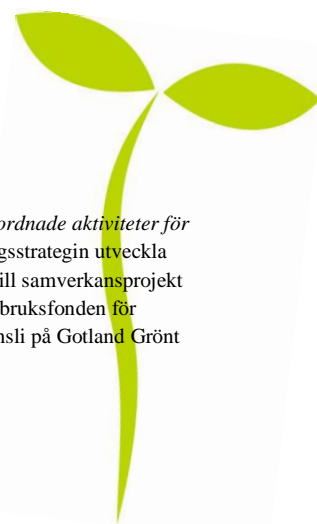 ordnade aktiviteter för
gsstrategin utveckla
ill samverkansprojekt
bruksfonden för
nsli på Gotland Grönt